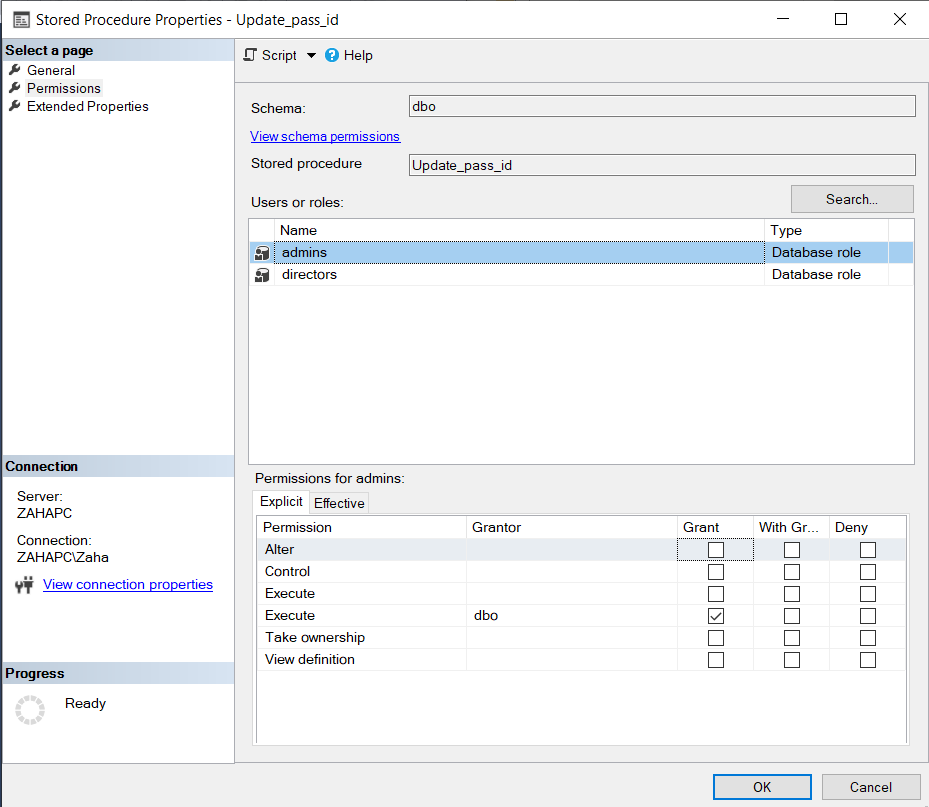 Stored Procedure Properties - Update_pass_id
Select a page
General
Permissions
Extended Properties
Script
Help
Schema:
dbo
View schema permissions
Stored procedure
Update_pass_id
Users or roles:
Search...
Name Type
admins Database role
directors Database role
Connection
Server:
ZAHAPC
Connection:
ZAHAPC\Zaha
View connection properties
Progress
Ready
Permissions for admins:
Explicit Effective
Permission Grantor Grant With Gr... Deny
Alter
Control
Execute
Execute dbo
Take ownership
View definition
OK Cancel